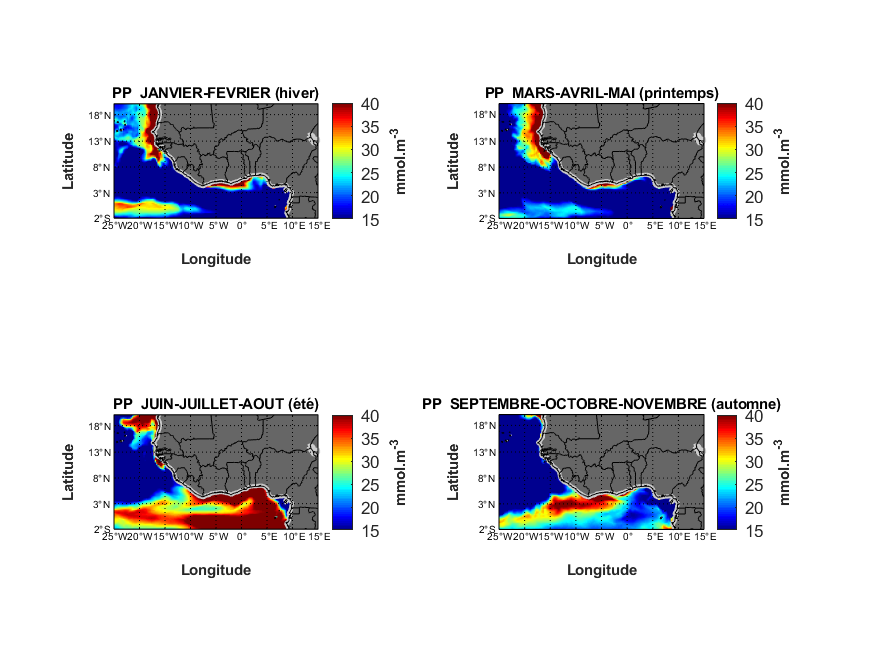 PP JANVIER-FEVRIER (hiver)
18°N
13°N
8°N
3°N
2°S
25°W 20°W 15°W 10°W 5°W 0° 5°E 10°E 15°E
Latitude
Longitude
40
35
30
25
20
15
mmol.m-3
PP MARS-AVRIL-MAI (printemps)
18°N
13°N
8°N
3°N
2°S
25°W 20°W 15°W 10°W 5°W 0° 5°E 10°E 15°E
Latitude
Longitude
40
35
30
25
20
15
mmol.m-3
PP JUIN-JUILLET-AOUT (été)
18°N
13°N
8°N
3°N
2°S
25°W 20°W 15°W 10°W 5°W 0° 5°E 10°E 15°E
Latitude
Longitude
40
35
30
25
20
15
mmol.m-3
PP SEPTEMBRE-OCTOBRE-NOVEMBRE (automne)
18°N
13°N
8°N
3°N
2°S
25°W 20°W 15°W 10°W 5°W 0° 5°E 10°E 15°E
Latitude
Longitude
40
35
30
25
20
15
mmol.m-3